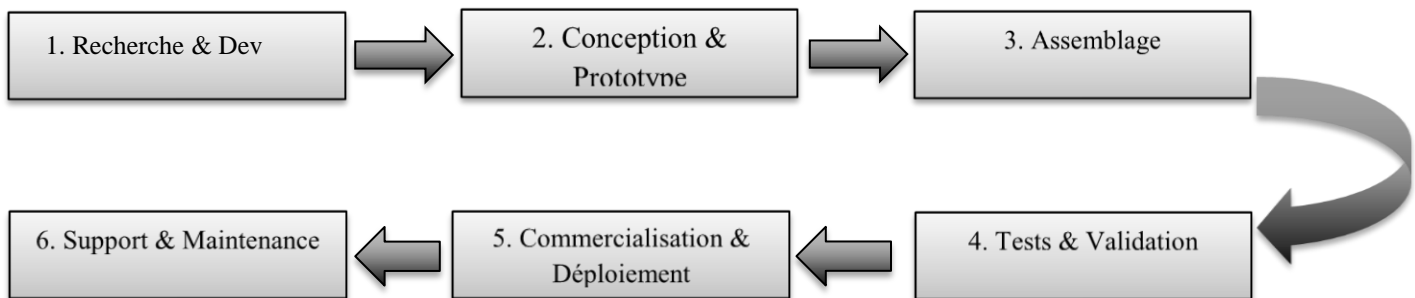 1. Recherche & Dev
2. Conception &
Prototype
3. Assemblage
4. Tests & Validation
5. Commercialisation &
Déploiement
6. Support & Maintenance